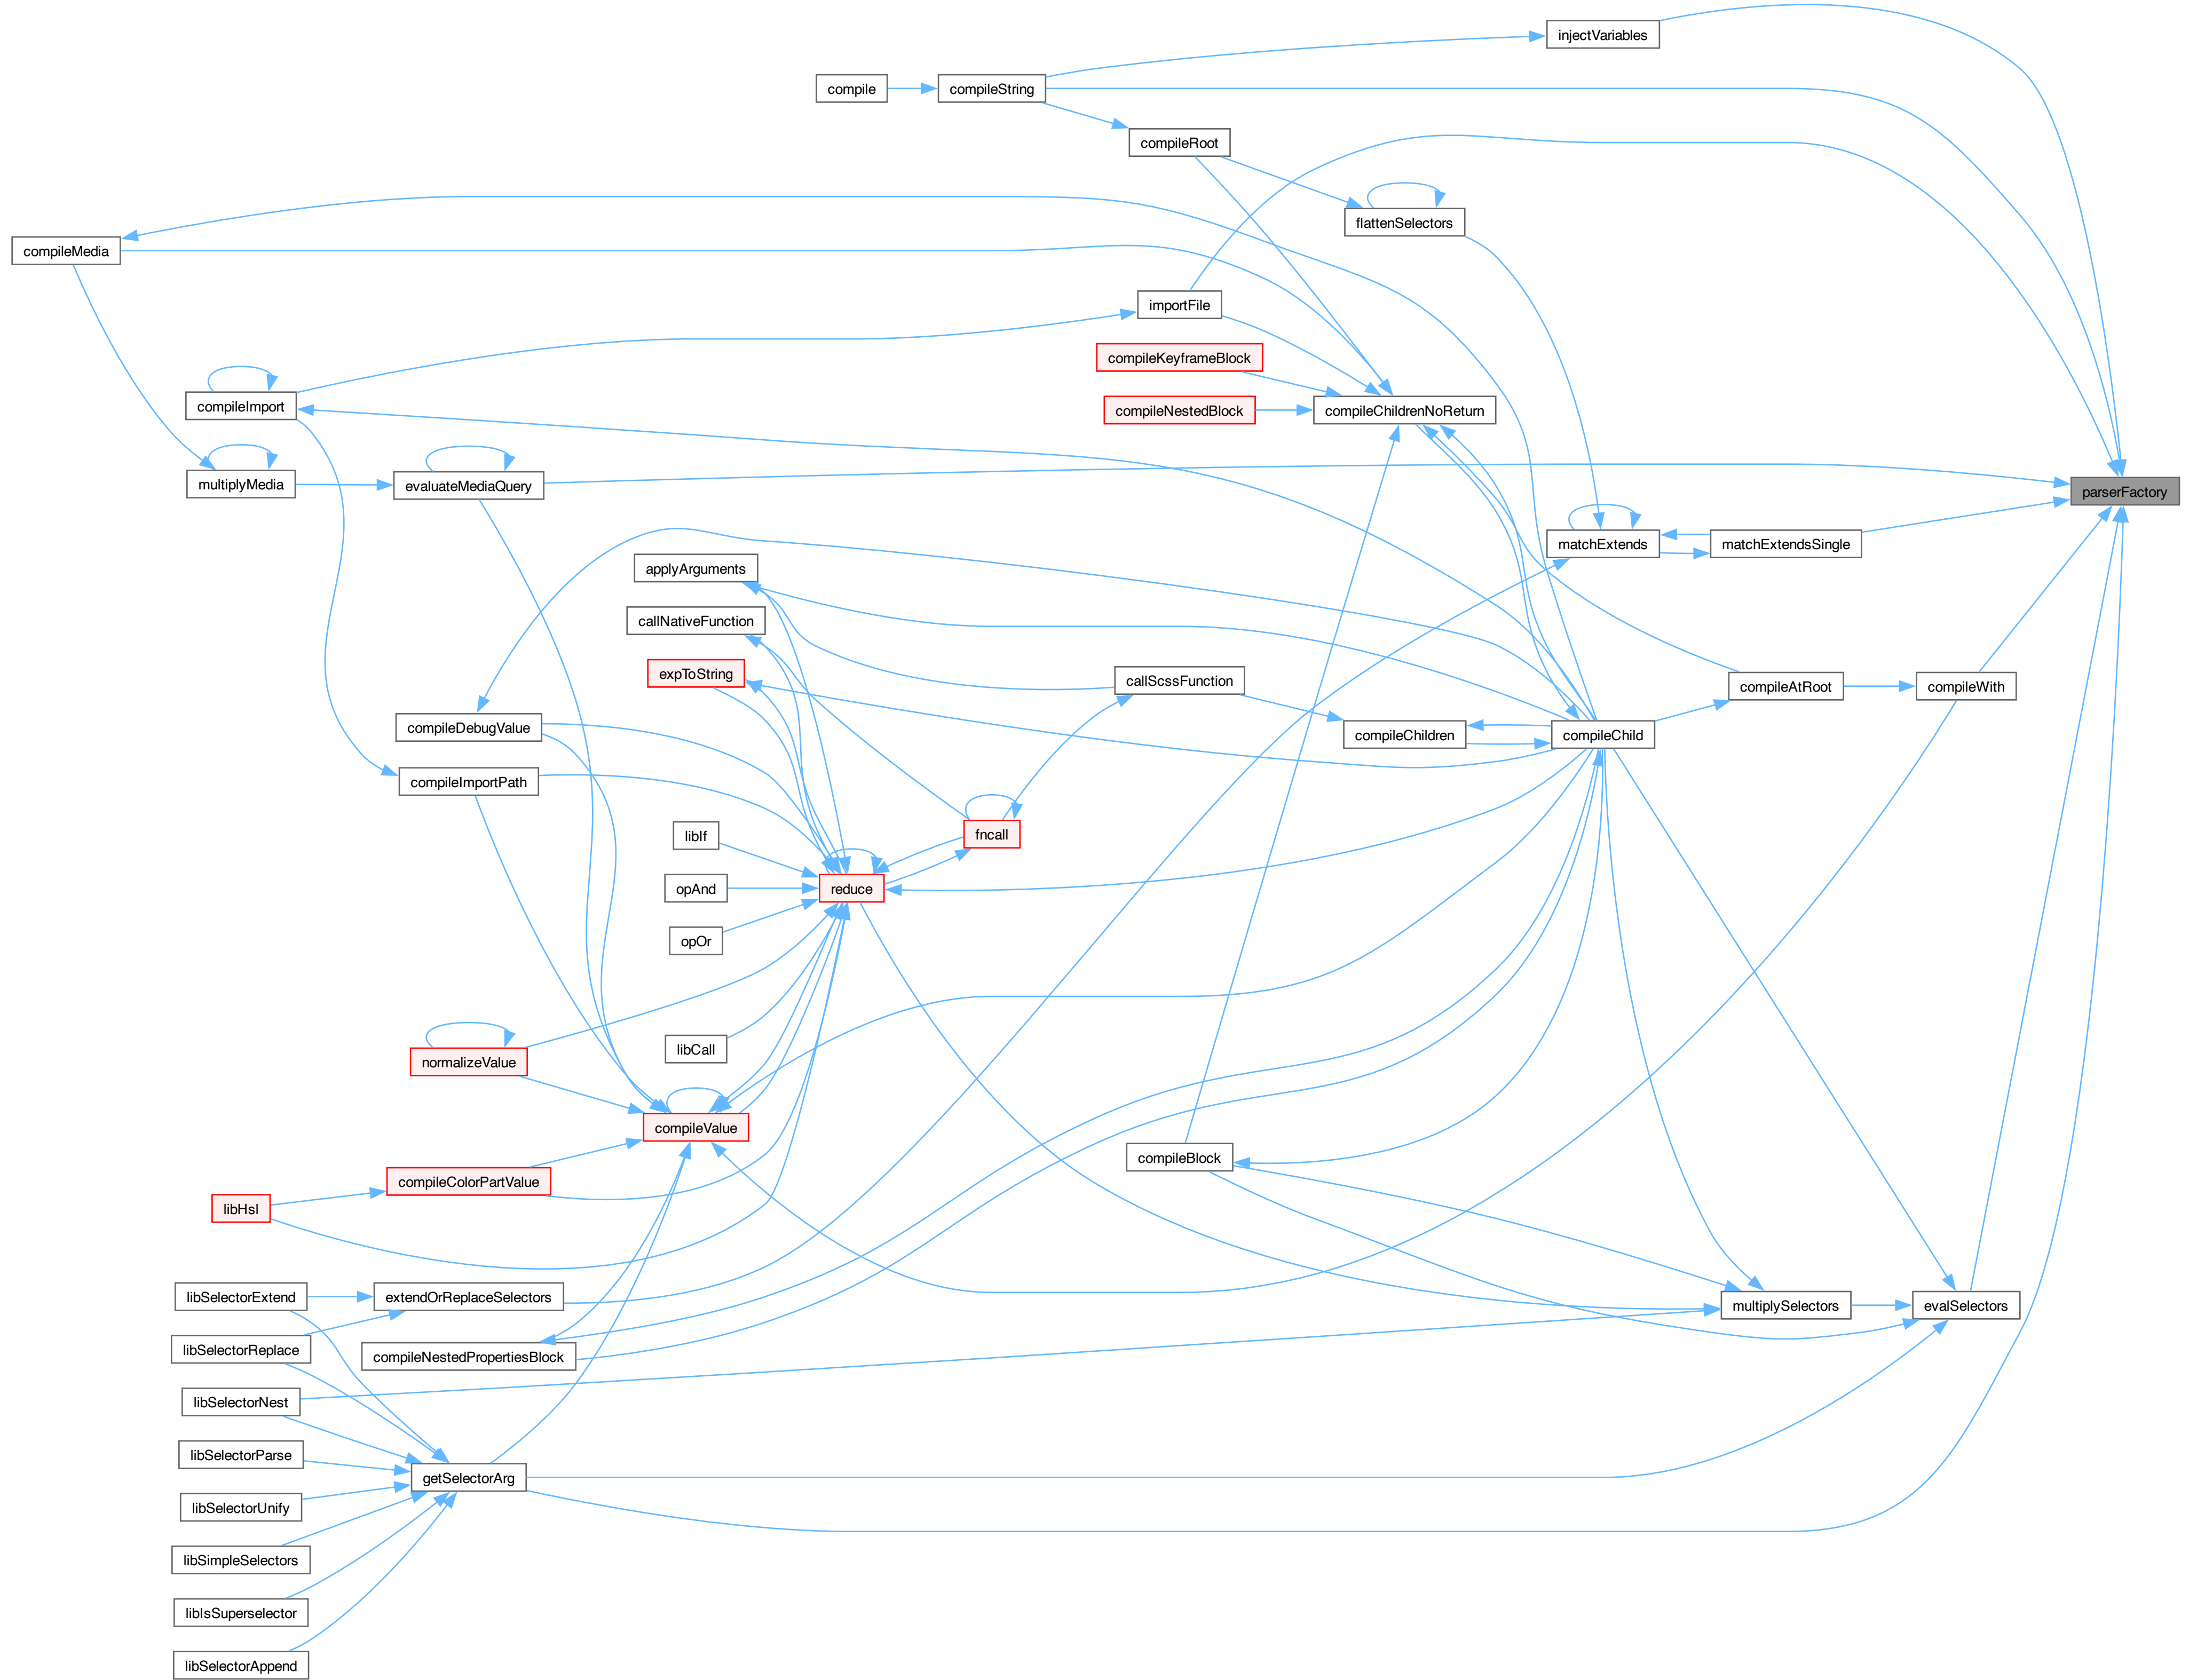 injectVariables
compile
compileString
compileRoot
flattenSelectors
compileMedia
importFile
compileKeyframeBlock
compileImport
compileNestedBlock
compileChildrenNoReturn
multiplyMedia
evaluateMediaQuery
parserFactory
matchExtends
matchExtendsSingle
applyArguments
callNativeFunction
expToString
callScssFunction
compileAtRoot
compileWith
compileDebugValue
compileChildren
compileChild
compileImportPath
libIf
fncall
opAnd
reduce
opOr
libCall
normalizeValue
compileValue
compileBlock
compileColorPartValue
libHsl
libSelectorExtend
extendOrReplaceSelectors
multiplySelectors
evalSelectors
libSelectorReplace
compileNestedPropertiesBlock
libSelectorNest
libSelectorParse
getSelectorArg
libSelectorUnify
libSimpleSelectors
libIsSuperselector
libSelectorAppend